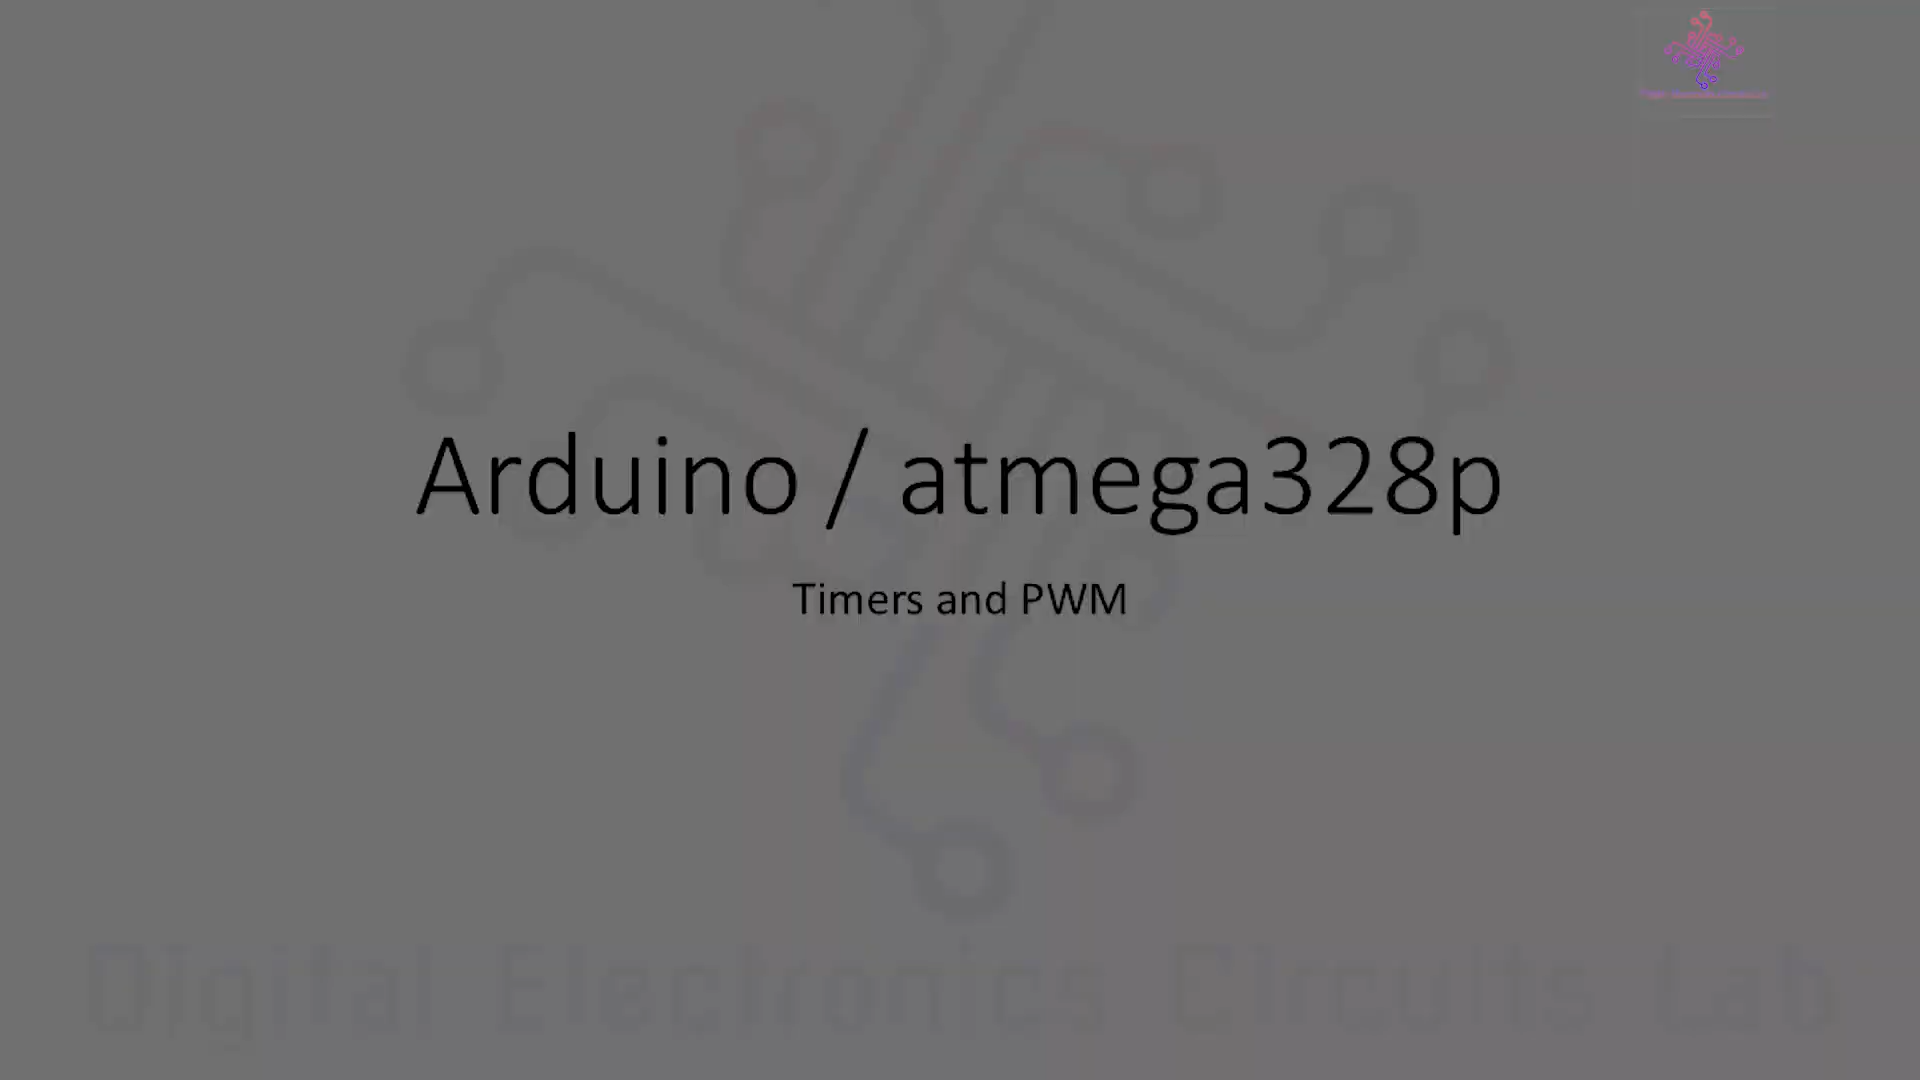 Arduino / atmega328p
Timers and PWM
Digital Electronics Circuits Lab